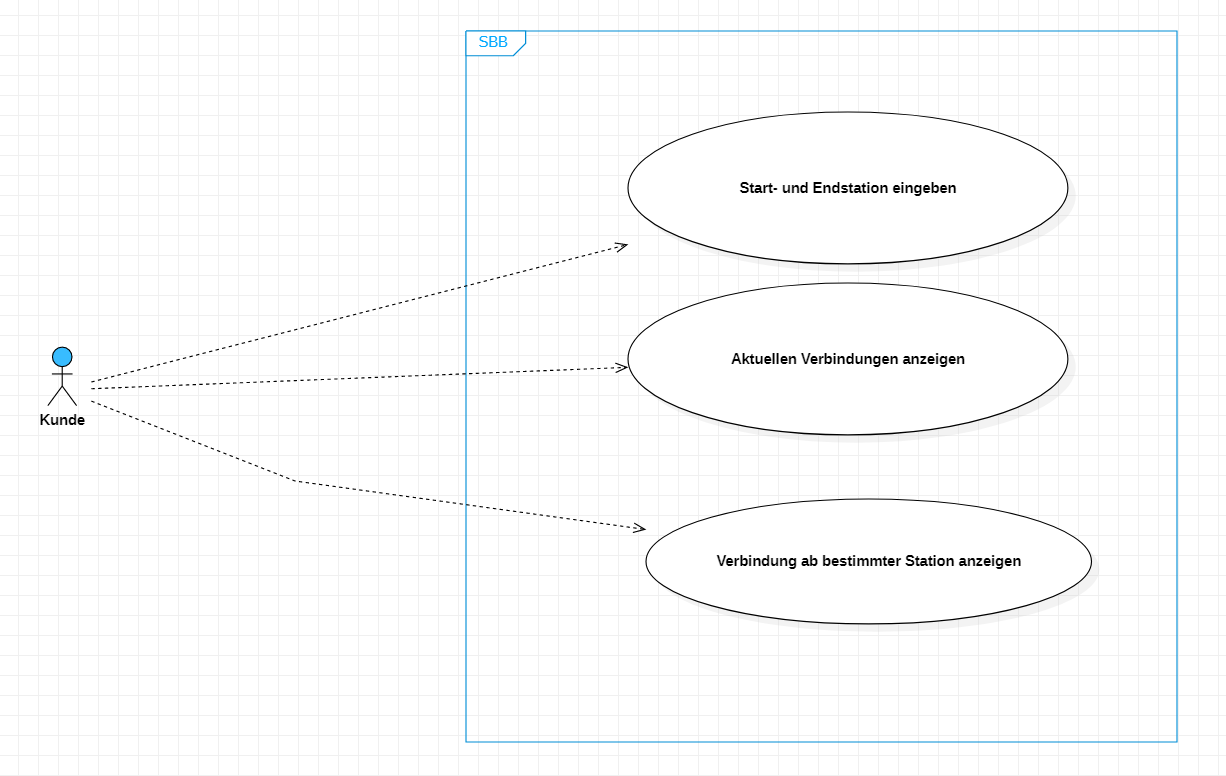 SBB
Start- und Endstation eingeben
Aktuellen Verbindungen anzeigen
Kunde
Verbindung ab bestimmter Station anzeigen